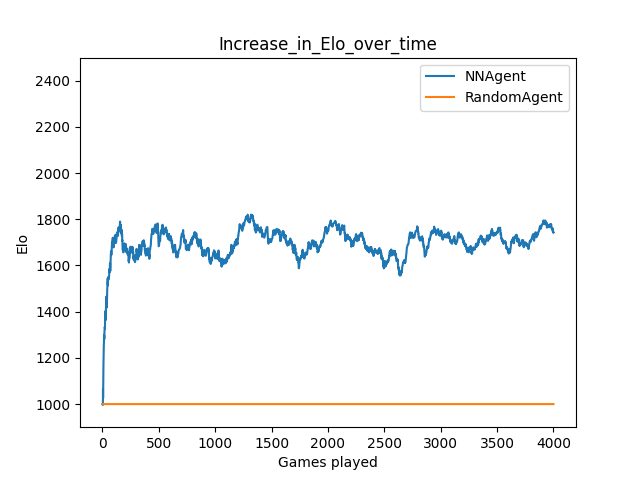 Increase_in_Elo_over_time
NNAgent
RandomAgent
2400
2200
2000
1800
1600
1400
1200
1000
Elo
0 500 1000 1500 2000 2500 3000 3500 4000
Games played